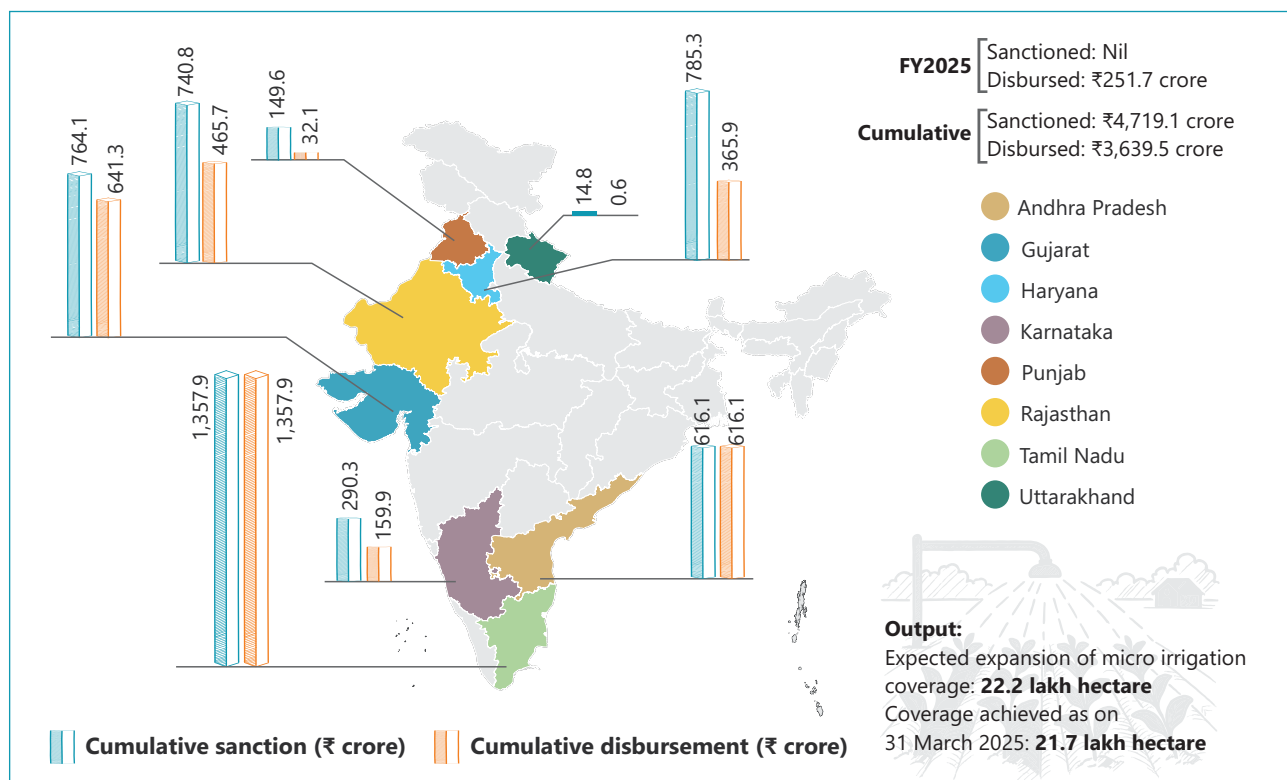 FY2025
Sanctioned: Nil
Disbursed: ₹251.7 crore
Cumulative
Sanctioned: ₹4,719.1 crore
Disbursed: ₹3,639.5 crore
764.1
641.3
740.8
465.7
149.6
32.1
14.8
0.6
785.3
365.9
1,357.9
1,357.9
290.3
159.9
616.1
616.1
Andhra Pradesh
Gujarat
Haryana
Karnataka
Punjab
Rajasthan
Tamil Nadu
Uttarakhand
Output:
Expected expansion of micro irrigation
coverage: 22.2 lakh hectare
Coverage achieved as on
31 March 2025: 21.7 lakh hectare
Cumulative sanction (₹ crore)
Cumulative disbursement (₹ crore)